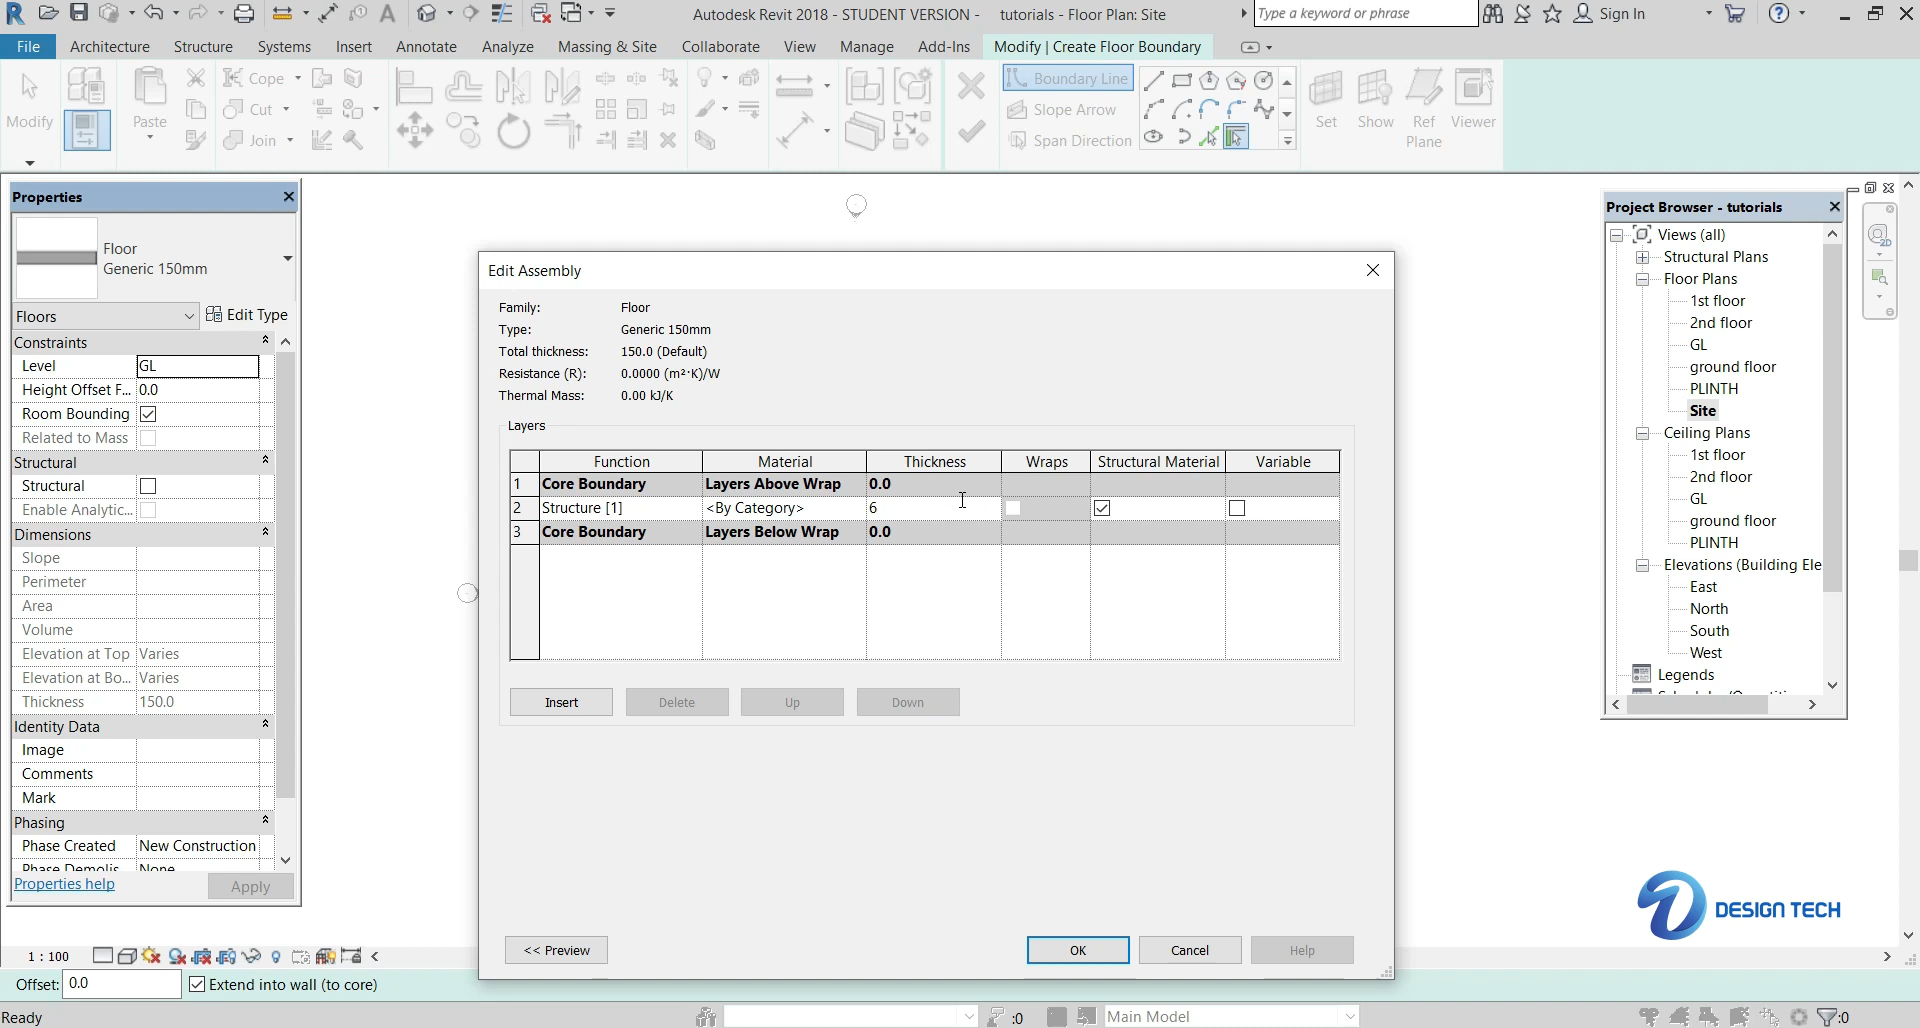 Autodesk Revit 2018 - STUDENT VERSION - tutorials - Floor Plan: Site
Type a keyword or phrase
Sign In
File Architecture Structure Systems Insert Annotate Analyze Massing & Site Collaborate View Manage Add-Ins Modify | Create Floor Boundary
Modify
Paste
Cope
Cut
Join
Boundary Line
Slope Arrow
Span Direction
Set
Show
Ref
Plane
Viewer
Properties
Floor
Generic 150mm
Floors
Edit Type
Constraints
Level GL
Height Offset F... 0.0
Room Bounding
Related to Mass
Structural
Structural
Enable Analytic...
Dimensions
Slope
Perimeter
Area
Volume
Elevation at Top Varies
Elevation at Bo... Varies
Thickness 150.0
Identity Data
Image
Comments
Mark
Phasing
Phase Created New Construction
Phase Demolis... None
Properties help Apply
Edit Assembly
Family: Floor
Type: Generic 150mm
Total thickness: 150.0 (Default)
Resistance (R): 0.0000 (m²·K)/W
Thermal Mass: 0.00 kJ/K
Layers
Function Material Thickness Wraps Structural Material Variable
1 Core Boundary Layers Above Wrap 0.0
2 Structure [1] <By Category> 6
3 Core Boundary Layers Below Wrap 0.0
Insert Delete Up Down
<< Preview OK Cancel Help
Project Browser - tutorials
Views (all)
Structural Plans
Floor Plans
1st floor
2nd floor
GL
ground floor
PLINTH
Site
Ceiling Plans
1st floor
2nd floor
GL
ground floor
PLINTH
Elevations (Building Ele
East
North
South
West
Legends
2D
DESIGN TECH
1 : 100
Offset: 0.0 Extend into wall (to core)
Ready
:0
Main Model
:0